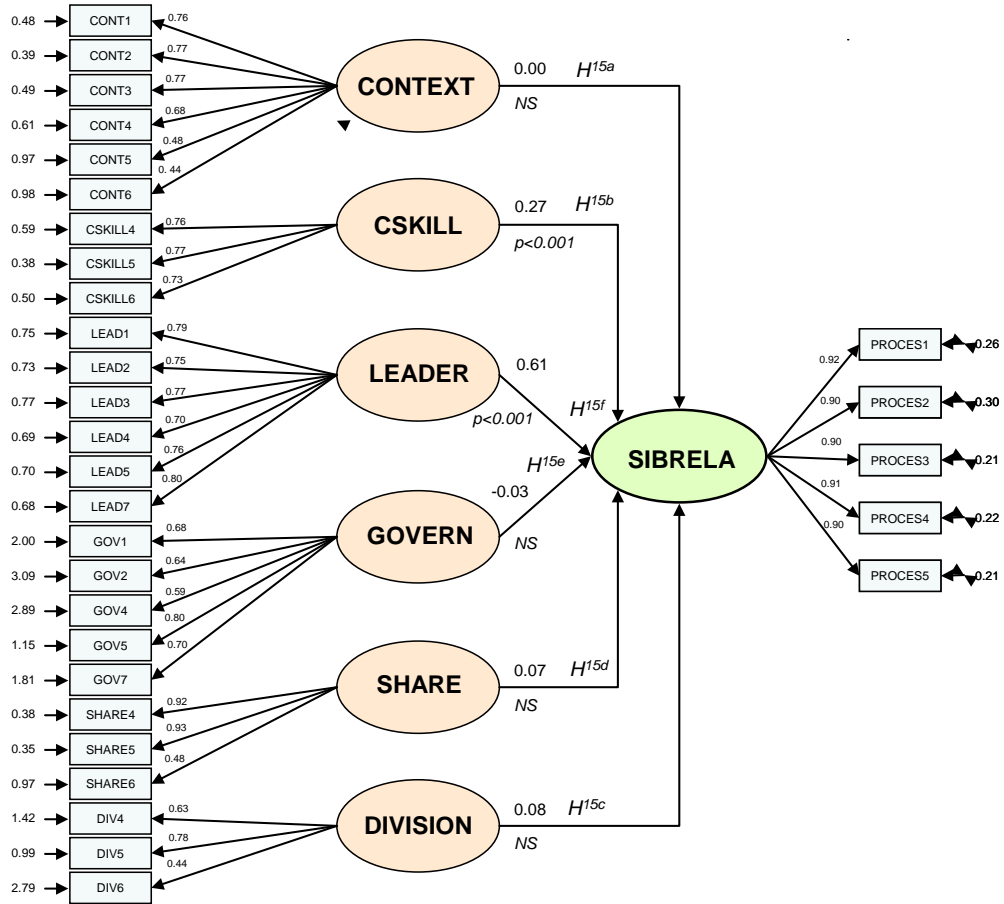 0.48 CONT1 0.76
0.39 CONT2 0.77
0.49 CONT3 0.77
0.61 CONT4 0.68
0.97 CONT5 0.48
0.98 CONT6 0. 44
CONTEXT 0.00 H15a
NS
0.59 CSKILL4 0.76
0.38 CSKILL5 0.77
0.50 CSKILL6 0.73
CSKILL 0.27 H15b
p<0.001
0.75 LEAD1 0.79
0.73 LEAD2 0.75
0.77 LEAD3 0.77
0.69 LEAD4 0.70
0.70 LEAD5 0.76
0.68 LEAD7 0.80
LEADER 0.61
p<0.001 H15f
2.00 GOV1 0.68
3.09 GOV2 0.64
2.89 GOV4 0.59
1.15 GOV5 0.80
1.81 GOV7 0.70
GOVERN H15e
-0.03
NS
0.38 SHARE4 0.92
0.35 SHARE5 0.93
0.97 SHARE6 0.48
SHARE 0.07 H15d
NS
1.42 DIV4 0.63
0.99 DIV5 0.78
2.79 DIV6 0.44
DIVISION 0.08 H15c
NS
SIBRELA
0.92 PROCES1 0.26
0.90 PROCES2 0.30
0.90 PROCES3 0.21
0.91 PROCES4 0.22
0.90 PROCES5 0.21